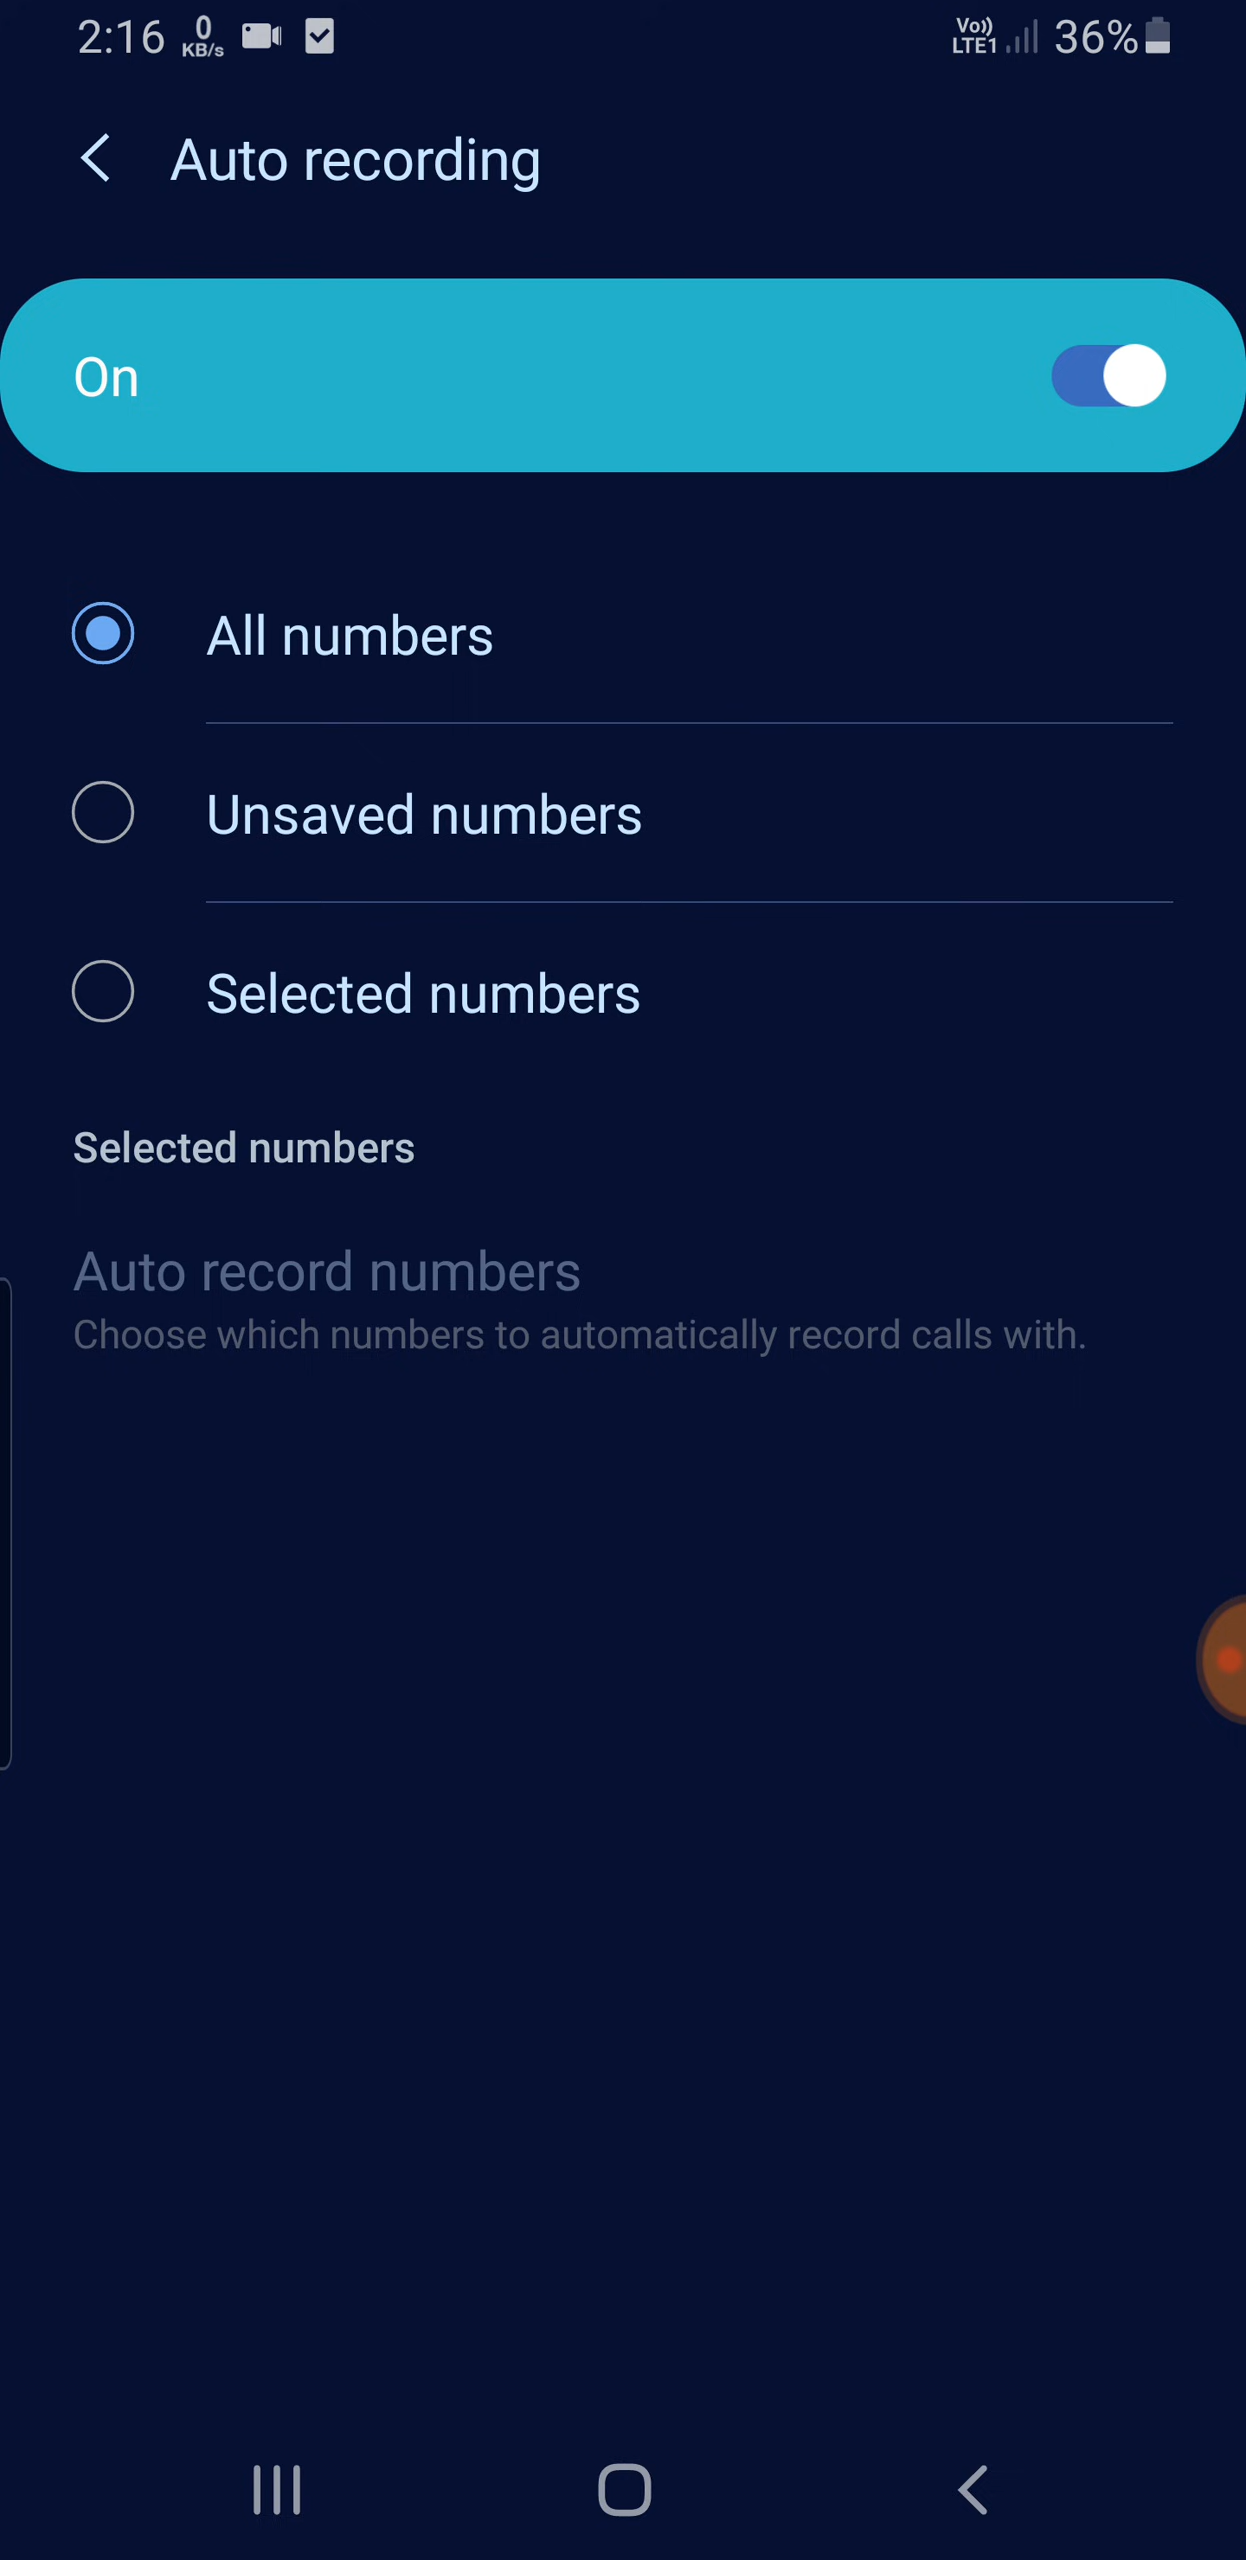 2:16 0 KB/s Vo)) LTE1 36%
Auto recording
On
All numbers
Unsaved numbers
Selected numbers
Selected numbers
Auto record numbers
Choose which numbers to automatically record calls with.